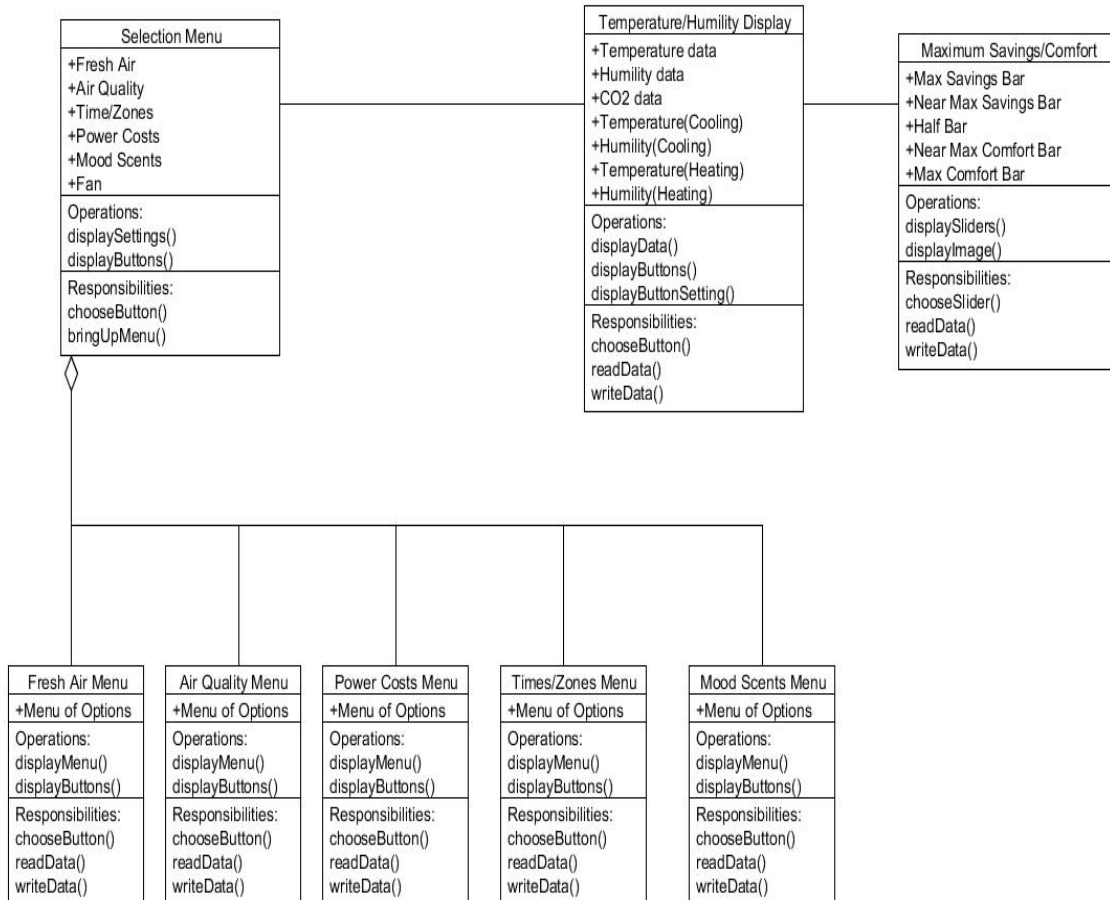 Selection Menu
+Fresh Air
+Air Quality
+Time/Zones
+Power Costs
+Mood Scents
+Fan
Operations:
displaySettings()
displayButtons()
Responsibilities:
chooseButton()
bringUpMenu()
Temperature/Humility Display
+Temperature data
+Humility data
+CO2 data
+Temperature(Cooling)
+Humility(Cooling)
+Temperature(Heating)
+Humility(Heating)
Operations:
displayData()
displayButtons()
displayButtonSetting()
Responsibilities:
chooseButton()
readData()
writeData()
Maximum Savings/Comfort
+Max Savings Bar
+Near Max Savings Bar
+Half Bar
+Near Max Comfort Bar
+Max Comfort Bar
Operations:
displaySliders()
displayImage()
Responsibilities:
chooseSlider()
readData()
writeData()
Fresh Air Menu
+Menu of Options
Operations:
displayMenu()
displayButtons()
Responsibilities:
chooseButton()
readData()
writeData()
Air Quality Menu
+Menu of Options
Operations:
displayMenu()
displayButtons()
Responsibilities:
chooseButton()
readData()
writeData()
Power Costs Menu
+Menu of Options
Operations:
displayMenu()
displayButtons()
Responsibilities:
chooseButton()
readData()
writeData()
Times/Zones Menu
+Menu of Options
Operations:
displayMenu()
displayButtons()
Responsibilities:
chooseButton()
readData()
writeData()
Mood Scents Menu
+Menu of Options
Operations:
displayMenu()
displayButtons()
Responsibilities:
chooseButton()
readData()
writeData()